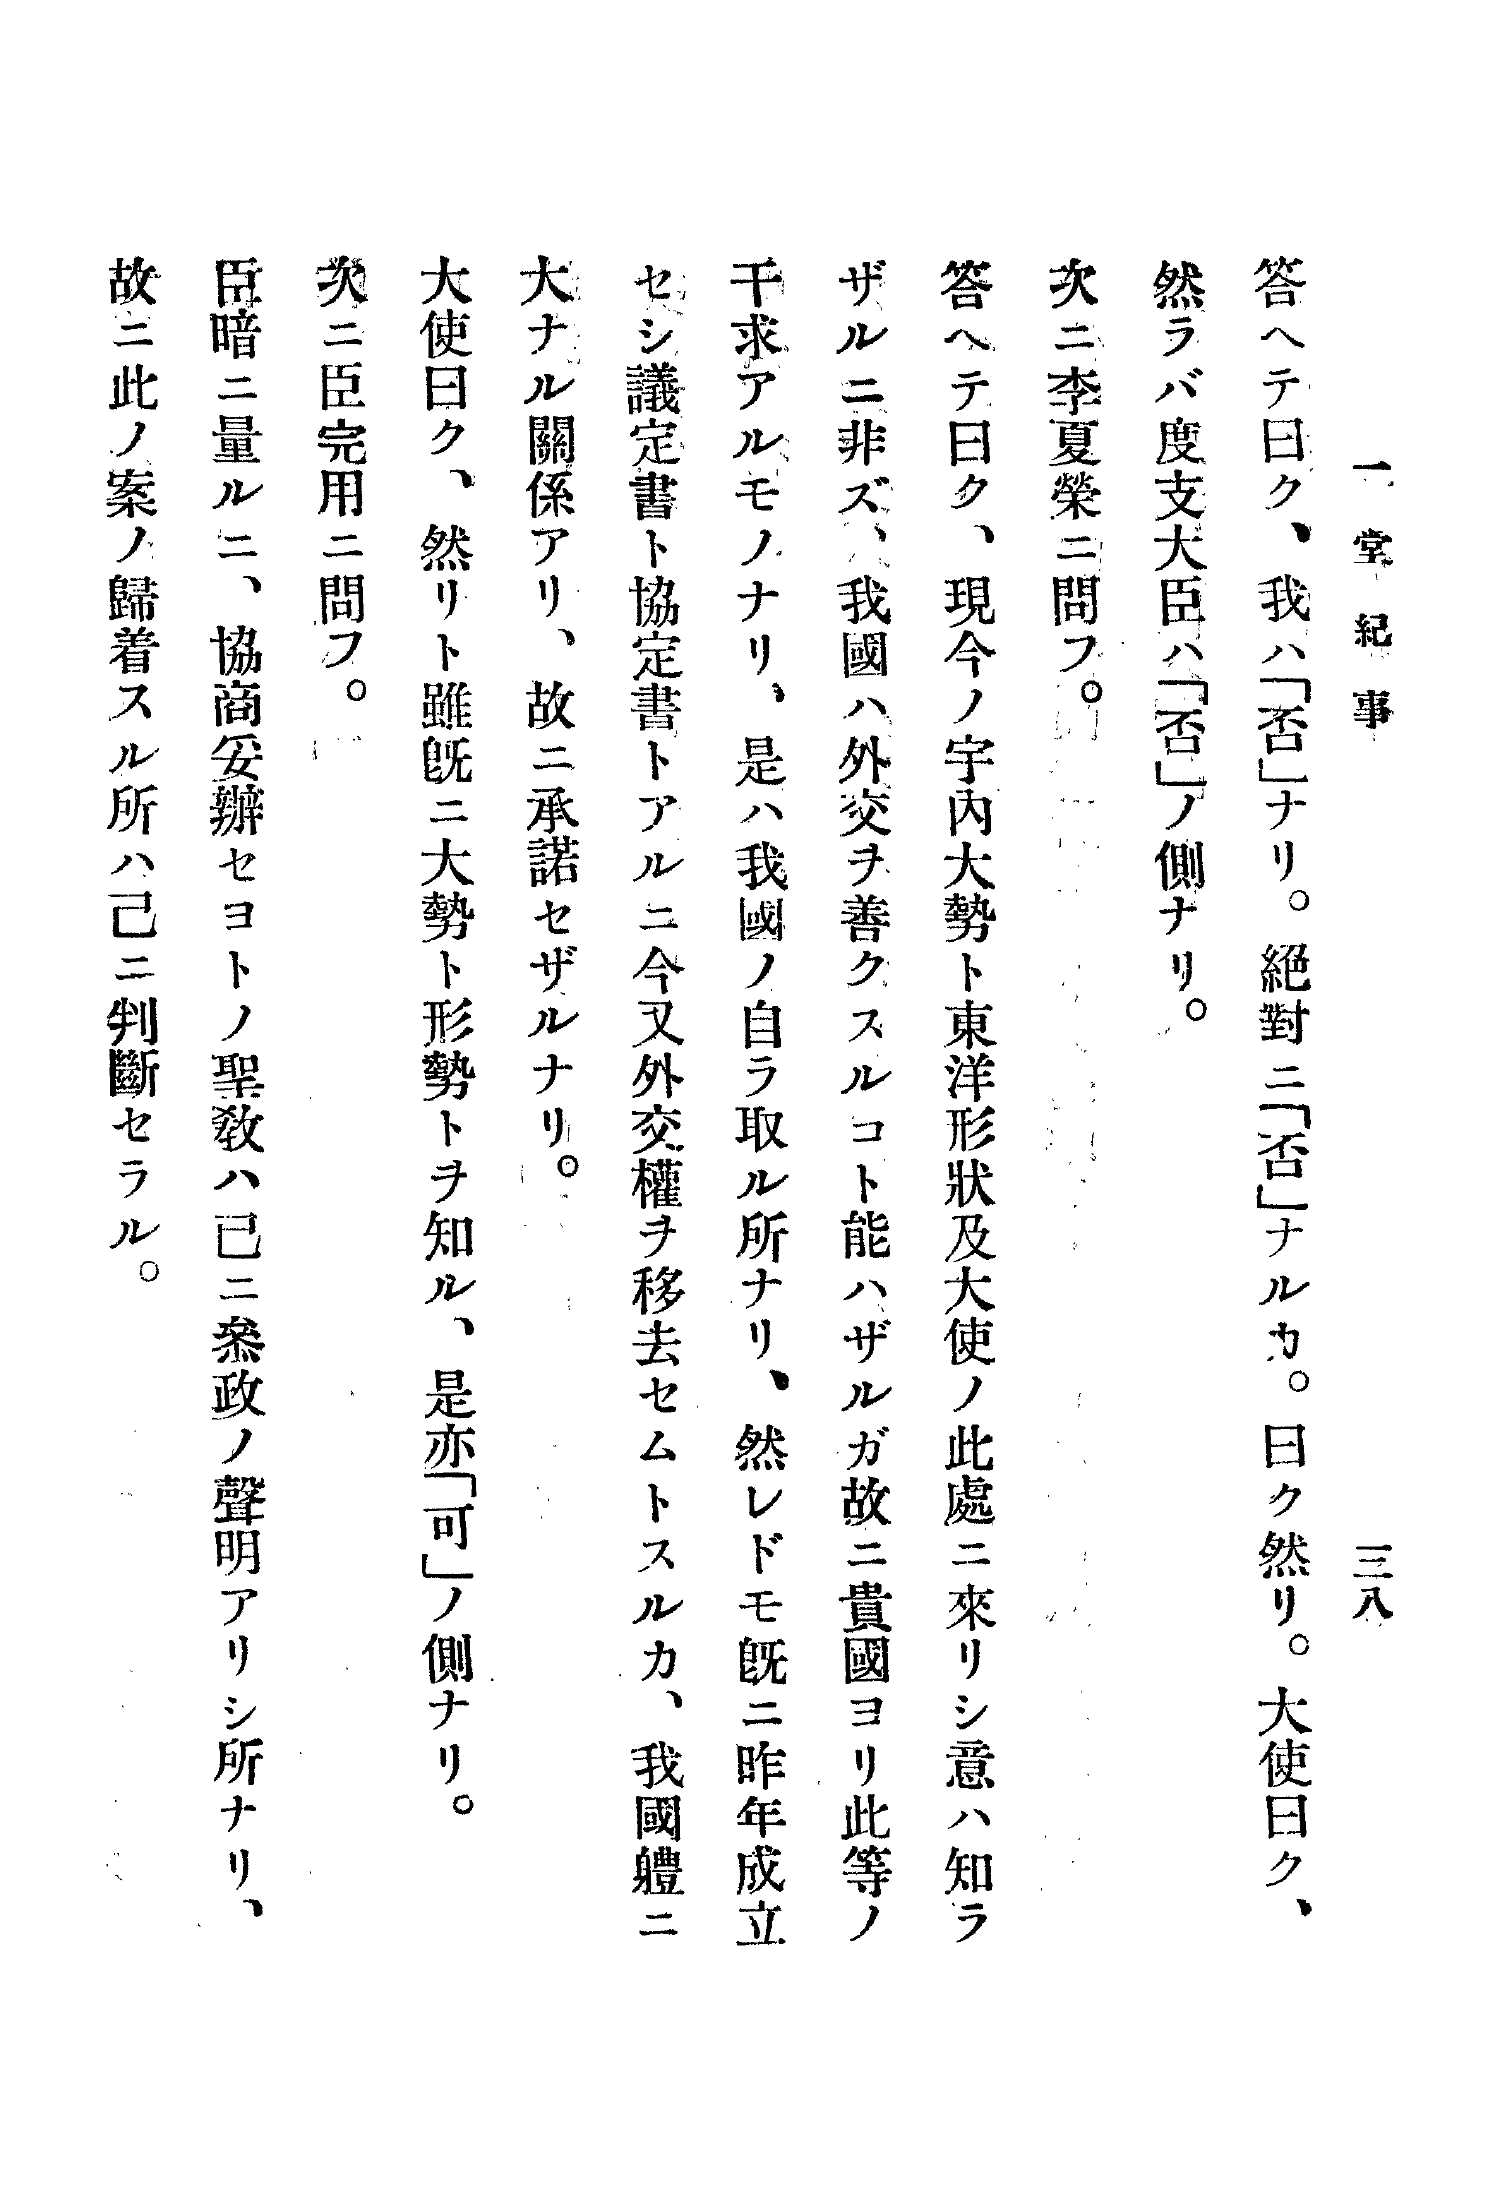 一堂紀事　三八
答ヘテ曰ク、我ハ「否」ナリ。絕對ニ「否」ナルカ。曰ク然リ。大使曰ク、
然ラバ度支大臣ハ「否」ノ側ナリ。
次ニ李夏榮ニ問フ。
答ヘテ曰ク、現今ノ宇內大勢ト東洋形狀及大使ノ此處ニ來リシ意ハ知ラ
ザルニ非ズ、我國ハ外交ヲ善クスルコト能ハザルガ故ニ貴國ヨリ此等ノ
干求アルモノナリ、是ハ我國ノ自ラ取ル所ナリ、然レドモ旣ニ昨年成立
セシ議定書ト協定書トアルニ今又外交權ヲ移去セムトスルカ、我國軆ニ
大ナル關係アリ、故ニ承諾セザルナリ。
大使曰ク、然リト雖旣ニ大勢ト形勢トヲ知ル、是亦「可」ノ側ナリ。
次ニ臣完用ニ問フ。
臣暗ニ量ルニ、協商妥辦セヨトノ聖敎ハ已ニ叅政ノ聲明アリシ所ナリ、
故ニ此ノ案ノ歸着スル所ハ己ニ判斷セラル。